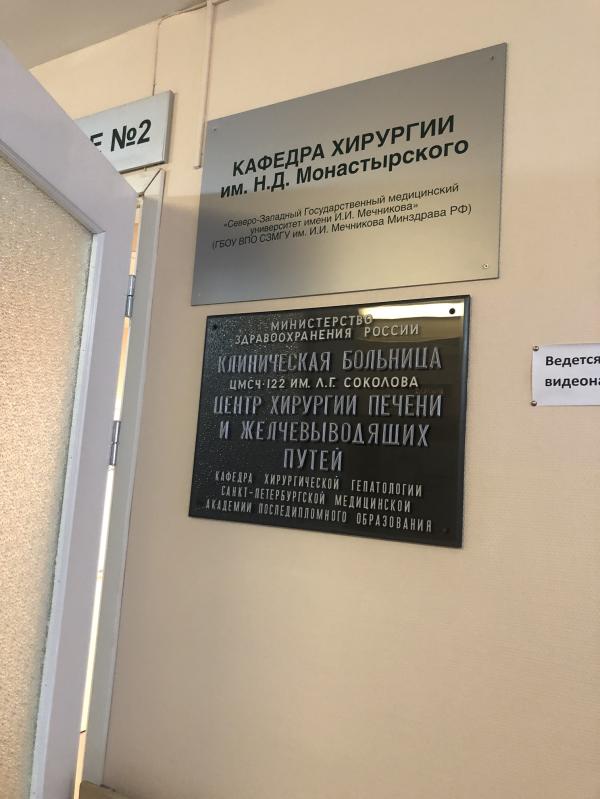 Е №2
КАФЕДРА ХИРУРГИИ
им. Н.Д. Монастырского
«Северо-Западный Государственный медицинский
университет имени И.И. Мечникова»
(ГБОУ ВПО СЗМГУ им. И.И. Мечникова Минздрава РФ)
МИНИСТЕРСТВО
ЗДРАВООХРАНЕНИЯ РОССИИ
КЛИНИЧЕСКАЯ БОЛЬНИЦА
ЦМСЧ-122 ИМ. Л.Г. СОКОЛОВА
ЦЕНТР ХИРУРГИИ ПЕЧЕНИ
И ЖЕЛЧЕВЫВОДЯЩИХ
ПУТЕЙ
КАФЕДРА ХИРУРГИЧЕСКОЙ ГЕПАТОЛОГИИ
САНКТ-ПЕТЕРБУРГСКОЙ МЕДИЦИНСКОЙ
АКАДЕМИИ ПОСЛЕДИПЛОМНОГО ОБРАЗОВАНИЯ
Ведется
видеона